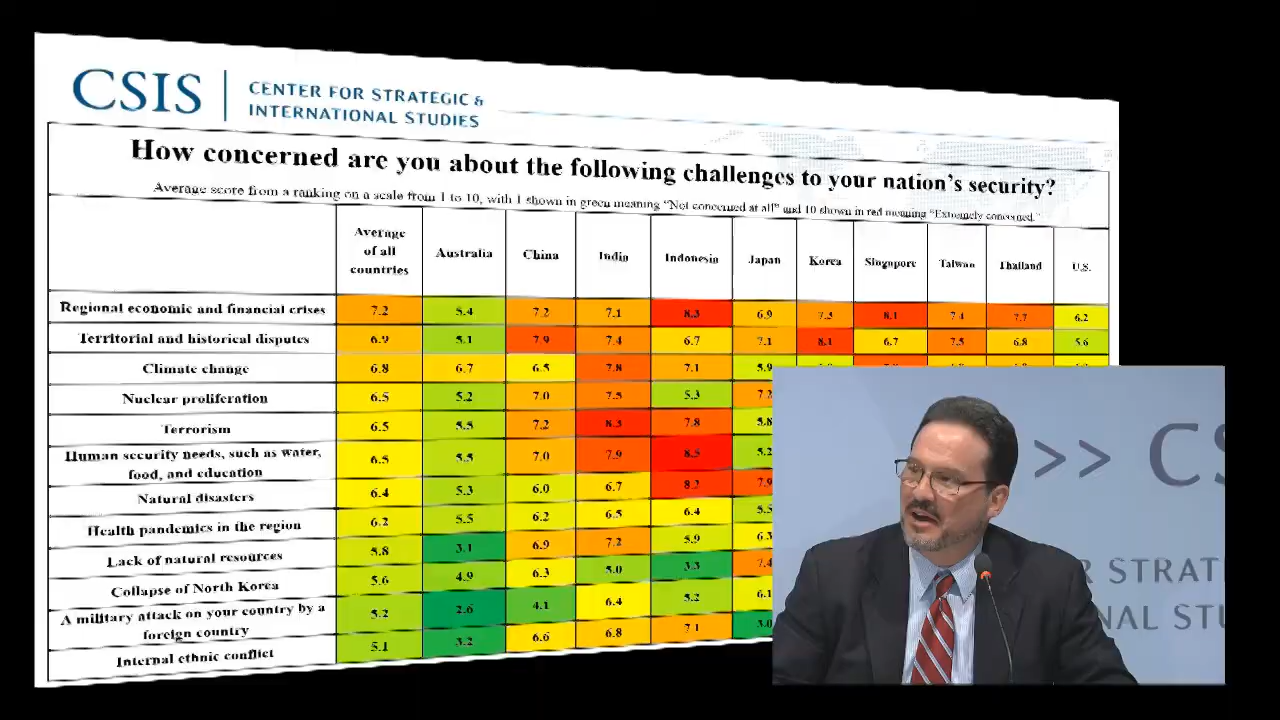 CSIS
CENTER FOR STRATEGIC &
INTERNATIONAL STUDIES
How concerned are you about the following challenges to your nation's security?
Average score from a ranking on a scale from 1 to 10, with 1 shown in green meaning "Not concerned at all" and 10 shown in red meaning "Extremely concerned."
Average of all countries Australia China India Indonesia Japan Korea Singapore Taiwan Thailand U.S.
Regional economic and financial crises 7.2 5.4 7.2 7.1 8.3 6.9 7.3 8.1 7.4 7.7 6.2
Territorial and historical disputes 6.9 5.1 7.9 7.4 6.7 7.1 8.1 6.7 7.5 6.8 5.6
Climate change 6.8 6.7 6.5 7.8 7.1 5.9
Nuclear proliferation 6.5 5.2 7.0 7.5 5.3 7.2
Terrorism 6.5 5.5 7.2 8.3 7.8 5.8
Human security needs, such as water,
food, and education 6.5 5.5 7.0 7.9 8.5 5.2
Natural disasters 6.4 5.3 6.0 6.7 8.2 7.9
Health pandemics in the region 6.2 5.5 6.2 6.5 6.4 5.5
Lack of natural resources 5.8 3.1 6.9 7.2 5.9 6.3
Collapse of North Korea 5.6 4.9 6.3 5.0 3.3 7.4
A military attack on your country by a
foreign country 5.2 2.6 4.1 6.4 5.2 6.1
Internal ethnic conflict 5.1 3.2 6.6 6.8 7.1 3.0
>> CS
R STRAT
NAL STU